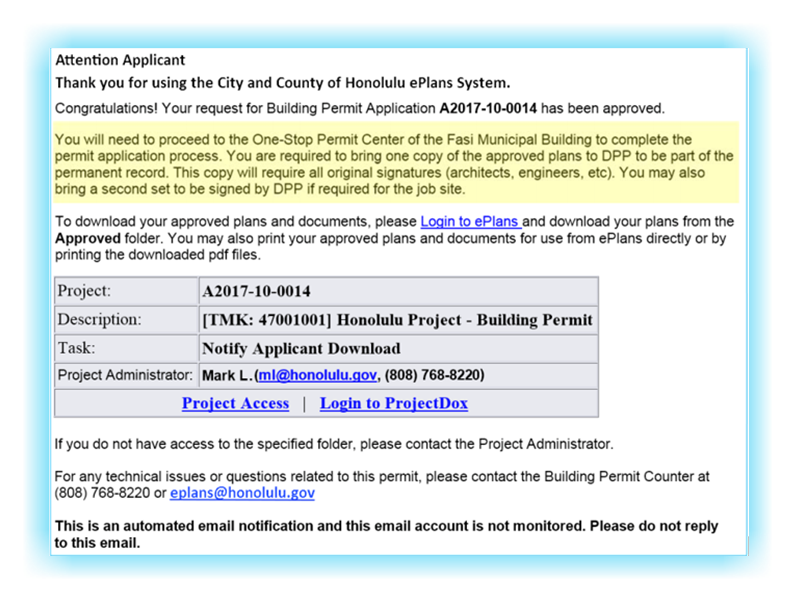 Attention Applicant
Thank you for using the City and County of Honolulu ePlans System.
Congratulations! Your request for Building Permit Application A2017-10-0014 has been approved.
You will need to proceed to the One-Stop Permit Center of the Fasi Municipal Building to complete the
permit application process. You are required to bring one copy of the approved plans to DPP to be part of the
permanent record. This copy will require all original signatures (architects, engineers, etc). You may also
bring a second set to be signed by DPP if required for the job site.
To download your approved plans and documents, please Login to ePlans and download your plans from the
Approved folder. You may also print your approved plans and documents for use from ePlans directly or by
printing the downloaded pdf files.
Project: A2017-10-0014
Description: [TMK: 47001001] Honolulu Project - Building Permit
Task: Notify Applicant Download
Project Administrator: Mark L.(ml@honolulu.gov, (808) 768-8220)
Project Access | Login to ProjectDox
If you do not have access to the specified folder, please contact the Project Administrator.
For any technical issues or questions related to this permit, please contact the Building Permit Counter at
(808) 768-8220 or eplans@honolulu.gov
This is an automated email notification and this email account is not monitored. Please do not reply
to this email.